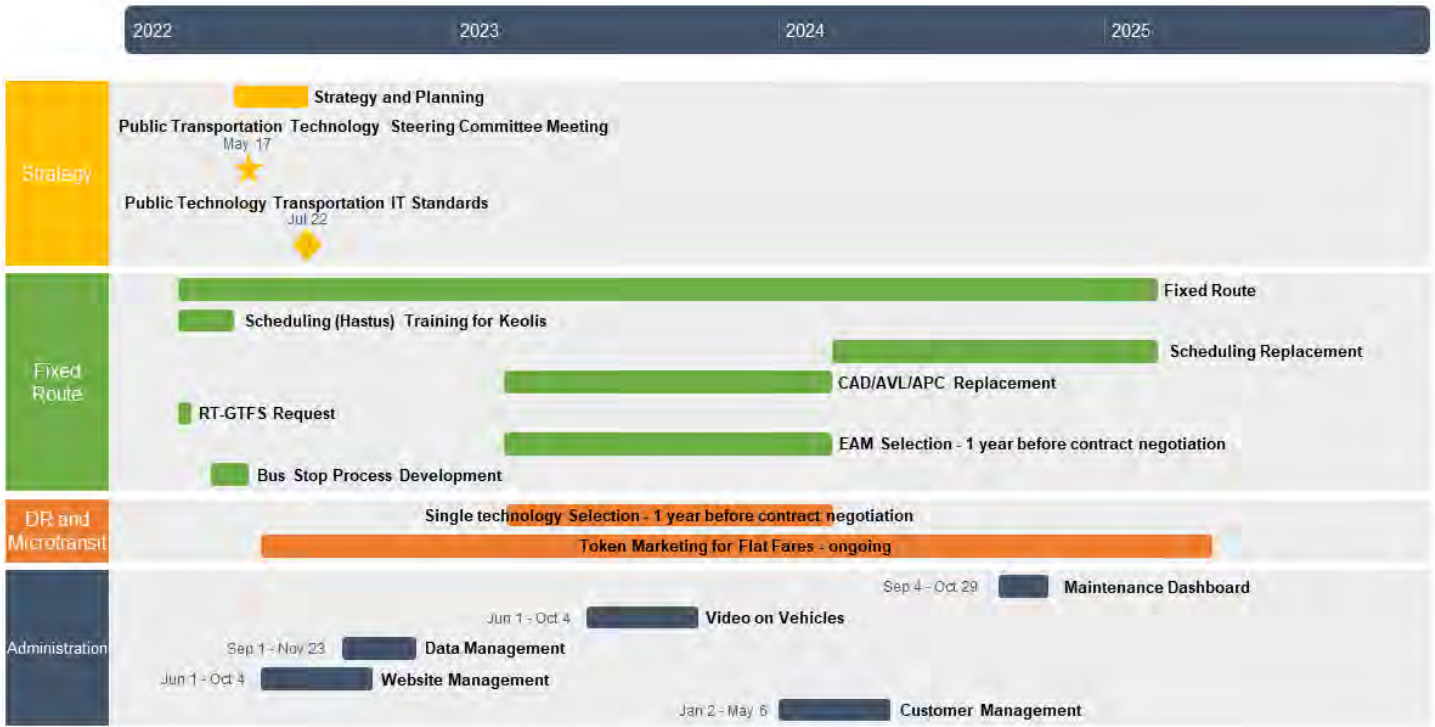 2022 2023 2024 2025
Strategy
Strategy and Planning
Public Transportation Technology Steering Committee Meeting
May 17
Public Technology Transportation IT Standards
Jul 22
Fixed
Route
Fixed Route
Scheduling (Hastus) Training for Keolis
Scheduling Replacement
CAD/AVL/APC Replacement
RT-GTFS Request
EAM Selection - 1 year before contract negotiation
Bus Stop Process Development
DR and
Microtransit
Single technology Selection - 1 year before contract negotiation
Token Marketing for Flat Fares - ongoing
Administration
Sep 4 - Oct 29 Maintenance Dashboard
Jun 1 - Oct 4 Video on Vehicles
Sep 1 - Nov 23 Data Management
Jun 1 - Oct 4 Website Management
Jan 2 - May 6 Customer Management